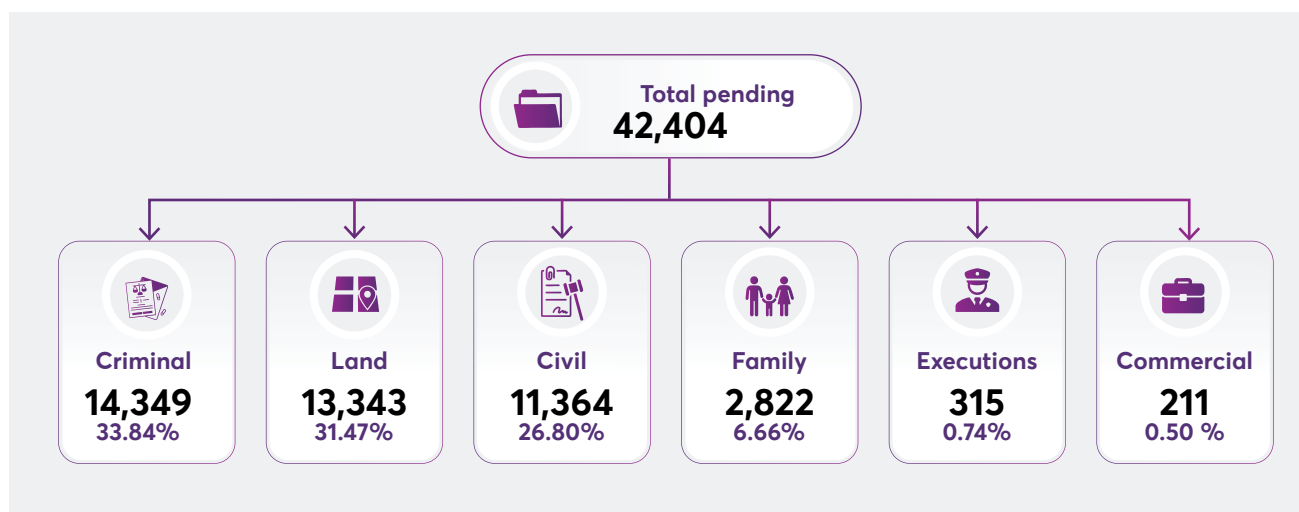 Total pending
42,404
Criminal
14,349
33.84%
Land
13,343
31.47%
Civil
11,364
26.80%
Family
2,822
6.66%
Executions
315
0.74%
Commercial
211
0.50 %